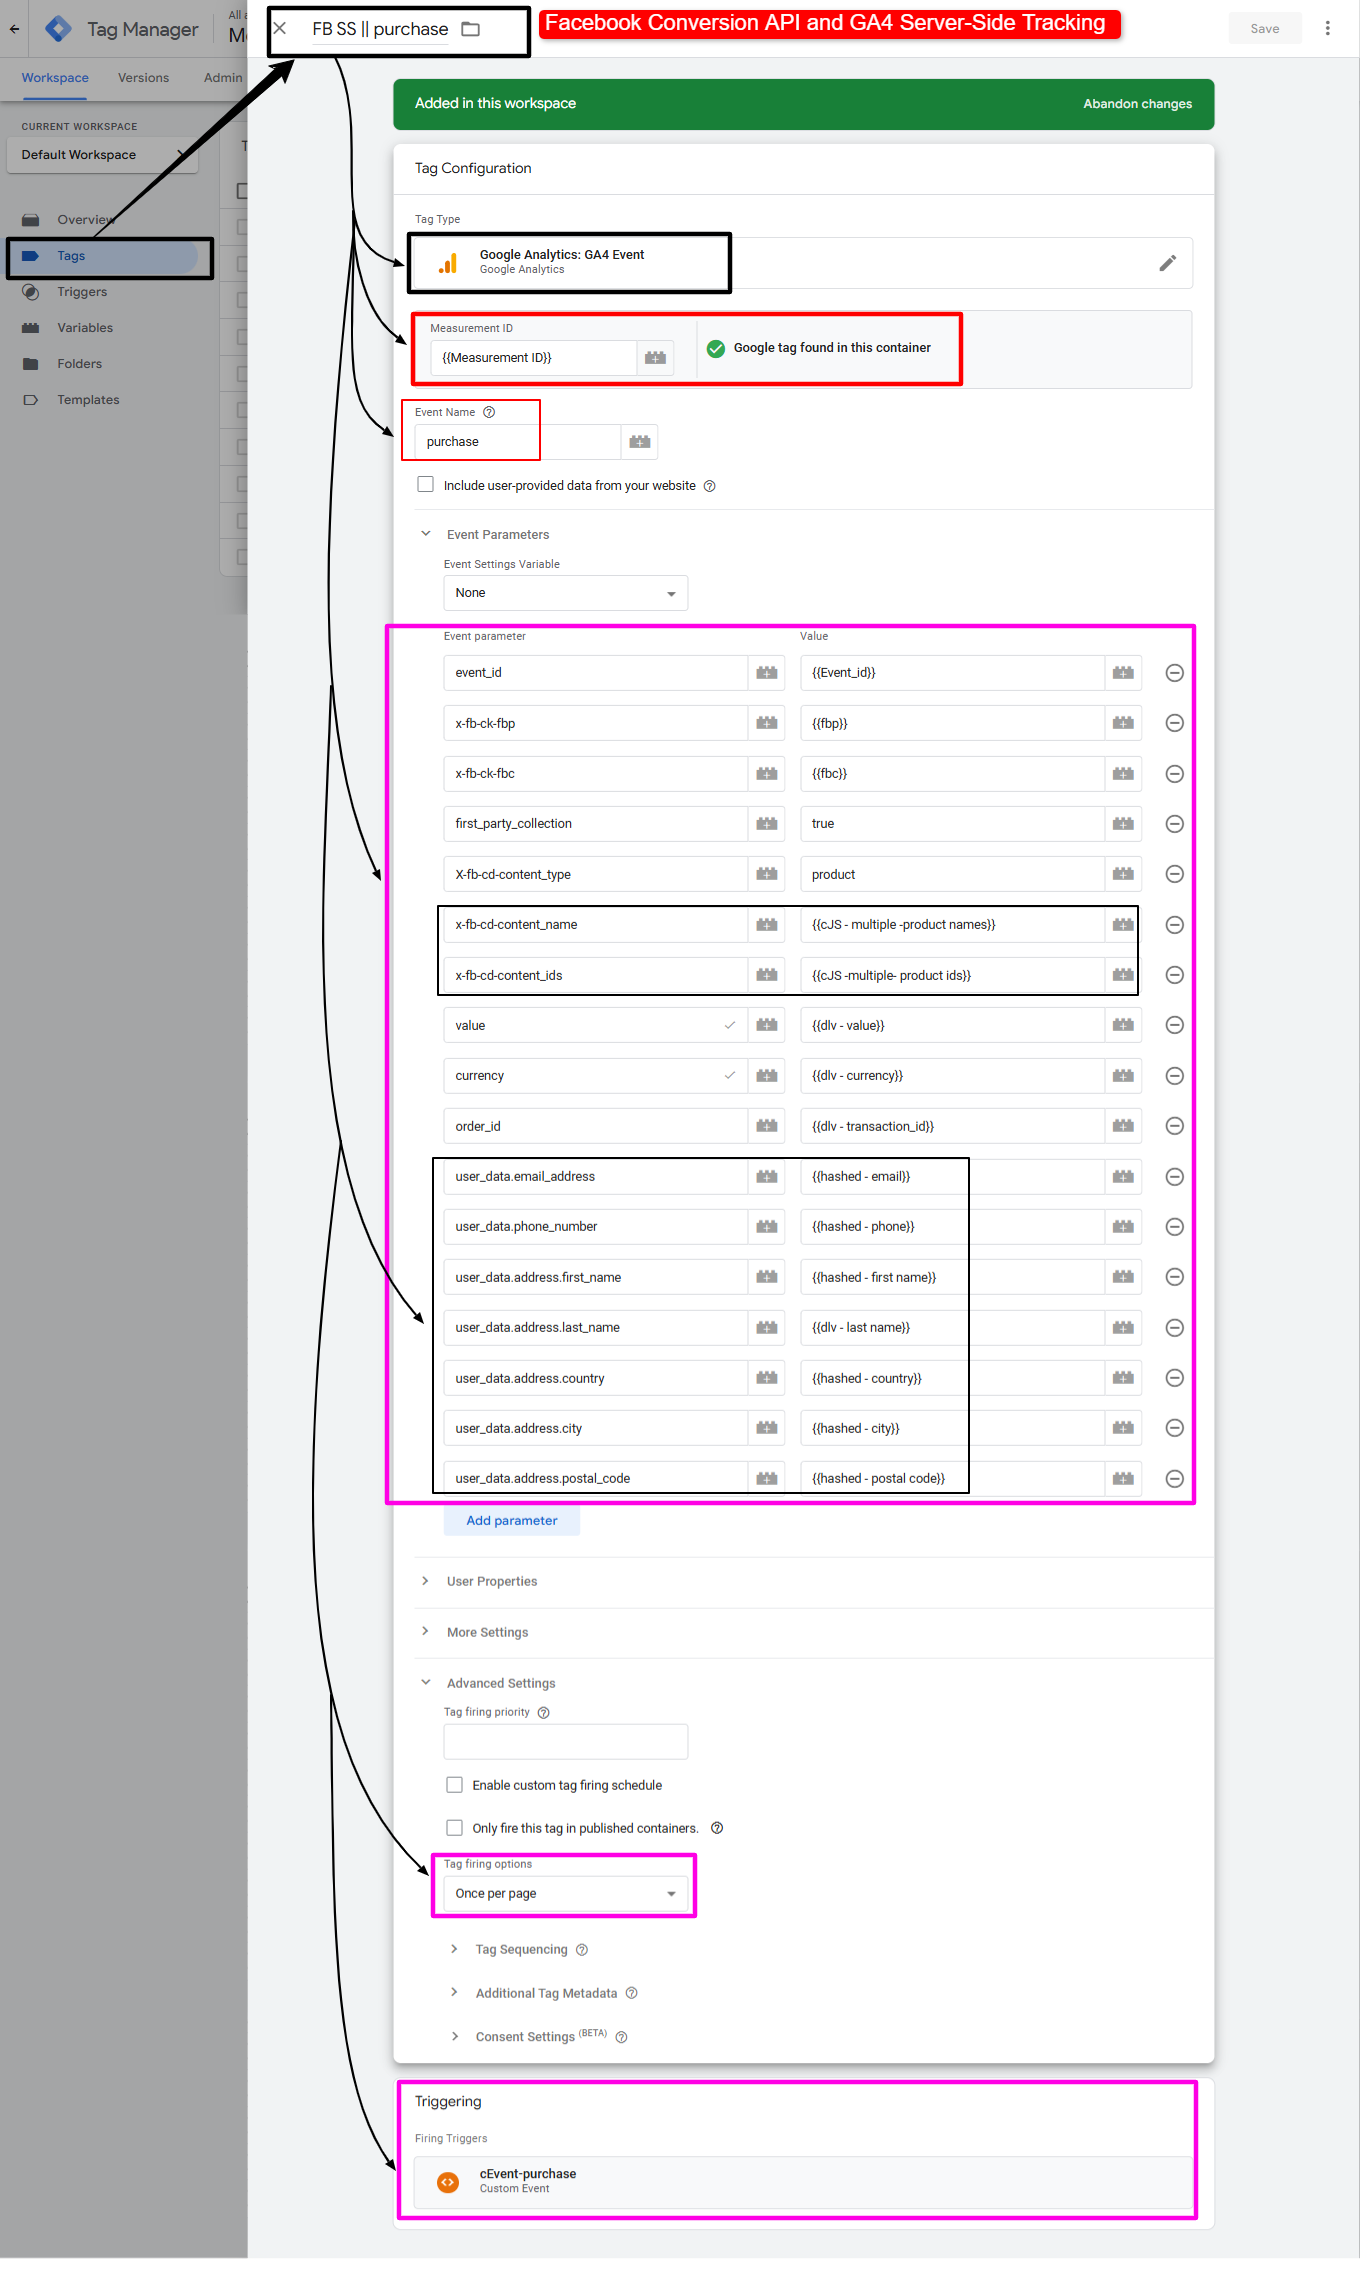 Tag Manager
All a
FB SS || purchase
Facebook Conversion API and GA4 Server-Side Tracking
Save
Workspace
Versions
Admin
Added in this workspace
Abandon changes
CURRENT WORKSPACE
Default Workspace
Tag Configuration
Overview
Tags
Triggers
Variables
Folders
Templates
Tag Type
Google Analytics: GA4 Event
Google Analytics
Measurement ID
{{Measurement ID}}
Google tag found in this container
Event Name
purchase
Include user-provided data from your website
Event Parameters
Event Settings Variable
None
Event parameter Value
event_id {{Event_id}}
x-fb-ck-fbp {{fbp}}
x-fb-ck-fbc {{fbc}}
first_party_collection true
X-fb-cd-content_type product
x-fb-cd-content_name {{cJS - multiple -product names}}
x-fb-cd-content_ids {{cJS -multiple- product ids}}
value {{dlv - value}}
currency {{dlv - currency}}
order_id {{dlv - transaction_id}}
user_data.email_address {{hashed - email}}
user_data.phone_number {{hashed - phone}}
user_data.address.first_name {{hashed - first name}}
user_data.address.last_name {{dlv - last name}}
user_data.address.country {{hashed - country}}
user_data.address.city {{hashed - city}}
user_data.address.postal_code {{hashed - postal code}}
Add parameter
User Properties
More Settings
Advanced Settings
Tag firing priority
Enable custom tag firing schedule
Only fire this tag in published containers.
Tag firing options
Once per page
Tag Sequencing
Additional Tag Metadata
Consent Settings (BETA)
Triggering
Firing Triggers
cEvent-purchase
Custom Event